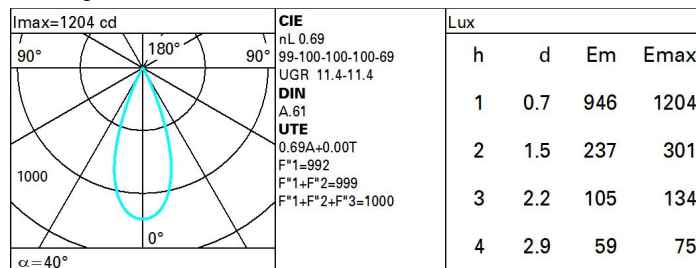 Imax=1204 cd
90°
180°
90°
1000
0°
α=40°
CIE
nL 0.69
99-100-100-100-69
UGR 11.4-11.4
DIN
A.61
UTE
0.69A+0.00T
F"1=992
F"1+F"2=999
F"1+F"2+F"3=1000
Lux
h d Em Emax
1 0.7 946 1204
2 1.5 237 301
3 2.2 105 134
4 2.9 59 75